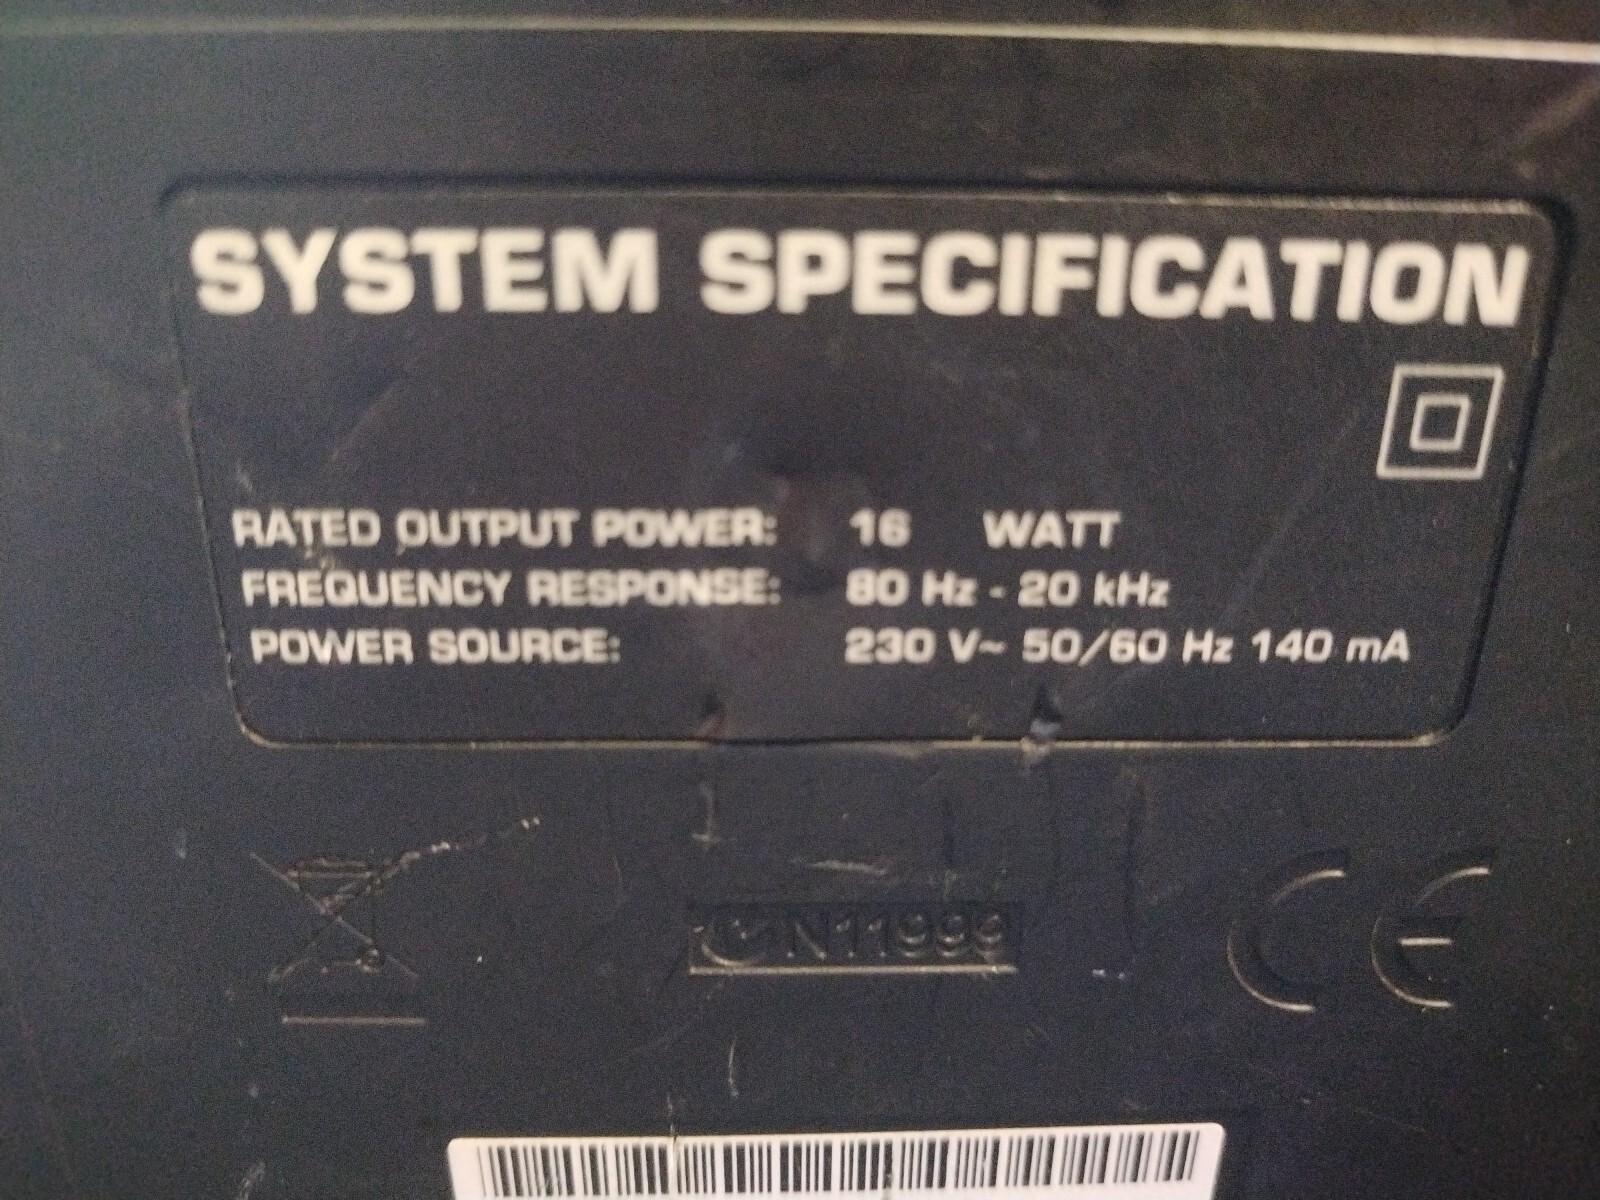 SYSTEM SPECIFICATION
RATED OUTPUT POWER: 16 WATT
FREQUENCY RESPONSE: 80 Hz - 20 kHz
POWER SOURCE: 230 V~ 50/60 Hz 140 mA
N11999
CE